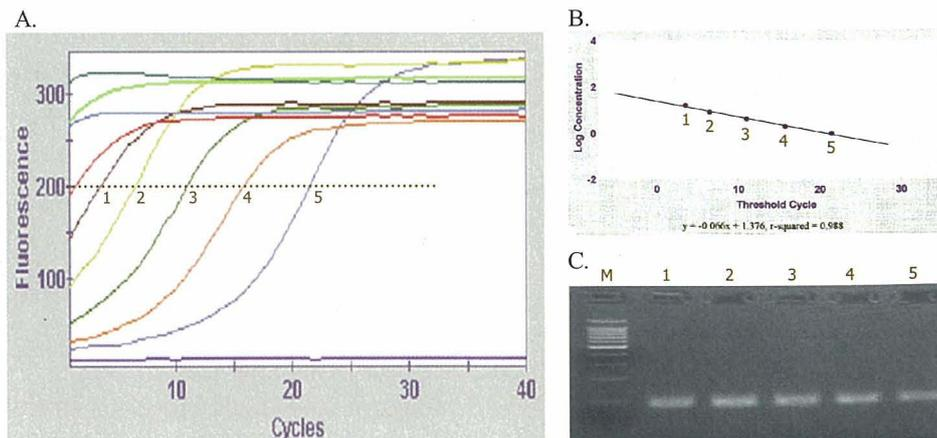 A.
Fluorescence
300
200
100
1 2 3 4 5
10 20 30 40
Cycles
B.
Log Concentration
4
2
0
-2
1 2 3 4 5
0 10 20 30
Threshold Cycle
y = -0.066x + 1.376, r-squared = 0.988
C.
M 1 2 3 4 5